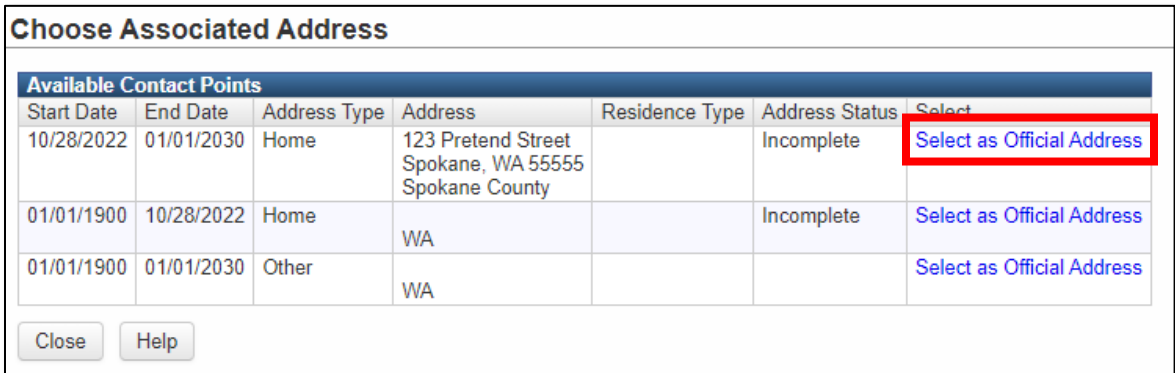 Choose Associated Address
Available Contact Points
Start Date End Date Address Type Address Residence Type Address Status Select
10/28/2022 01/01/2030 Home 123 Pretend Street Incomplete Select as Official Address
Spokane, WA 55555
Spokane County
01/01/1900 10/28/2022 Home Incomplete Select as Official Address
WA
01/01/1900 01/01/2030 Other Select as Official Address
WA
Close Help